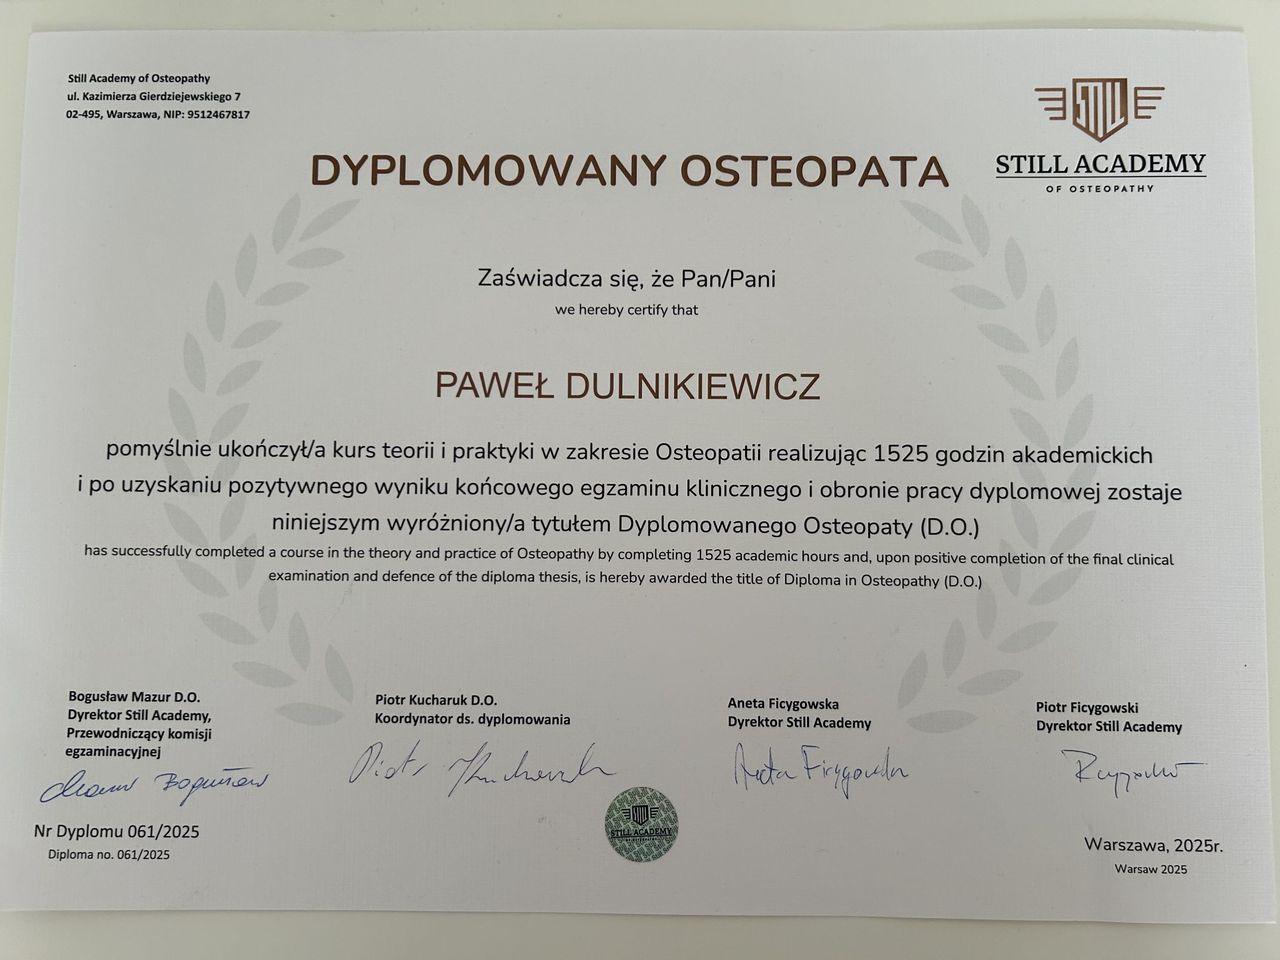 Still Academy of Osteopathy
ul. Kazimierza Gierdziejewskiego 7
02-495, Warszawa, NIP: 9512467817
STILL ACADEMY
OF OSTEOPATHY
DYPLOMOWANY OSTEOPATA
Zaświadcza się, że Pan/Pani
we hereby certify that
PAWEŁ DULNIKIEWICZ
pomyślnie ukończył/a kurs teorii i praktyki w zakresie Osteopatii realizując 1525 godzin akademickich
i po uzyskaniu pozytywnego wyniku końcowego egzaminu klinicznego i obronie pracy dyplomowej zostaje
niniejszym wyróżniony/a tytułem Dyplomowanego Osteopaty (D.O.)
has successfully completed a course in the theory and practice of Osteopathy by completing 1525 academic hours and, upon positive completion of the final clinical
examination and defence of the diploma thesis, is hereby awarded the title of Diploma in Osteopathy (D.O.)
Bogusław Mazur D.O.
Dyrektor Still Academy,
Przewodniczący komisji
egzaminacyjnej
Piotr Kucharuk D.O.
Koordynator ds. dyplomowania
Aneta Ficygowska
Dyrektor Still Academy
Piotr Ficygowski
Dyrektor Still Academy
Piotr Kucharuk
Aneta Ficygowska
STILL ACADEMY
Nr Dyplomu 061/2025
Diploma no. 061/2025
Warszawa, 2025r.
Warsaw 2025